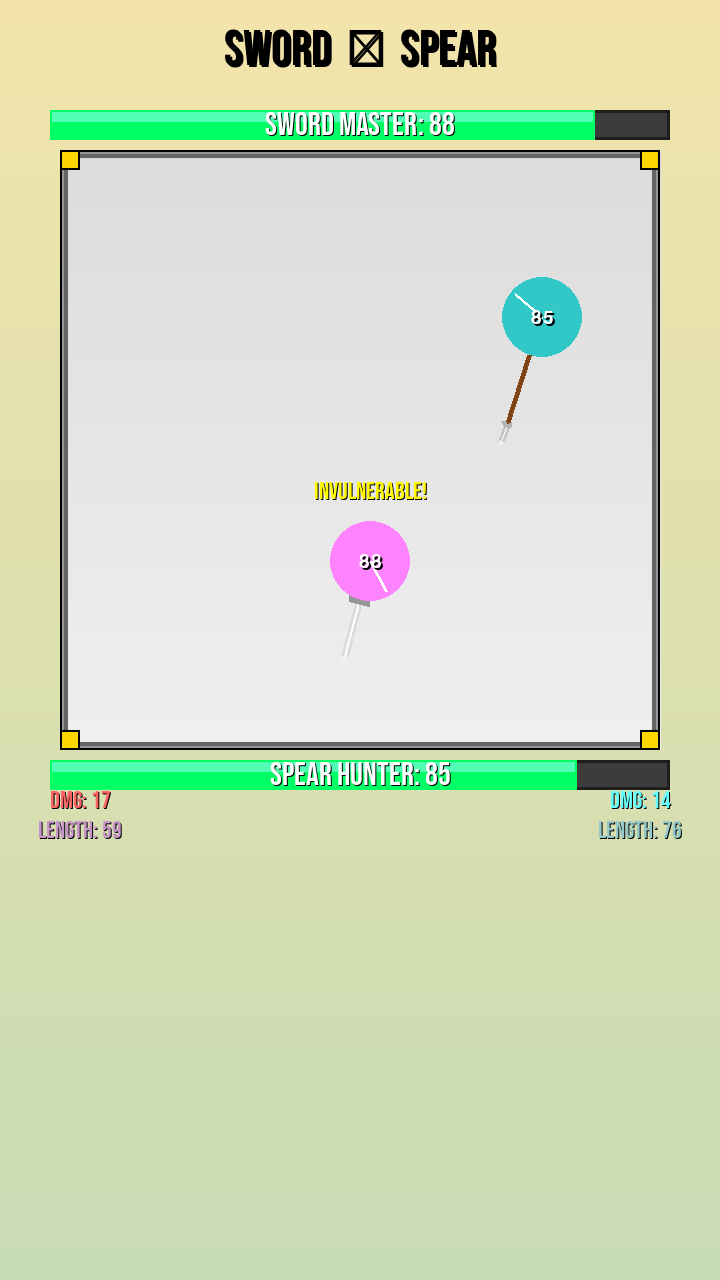 SWORD ☒ SPEAR
SWORD MASTER: 88
85
INVULNERABLE!
88
SPEAR HUNTER: 85
DMG: 17
DMG: 14
LENGTH: 59
LENGTH: 76